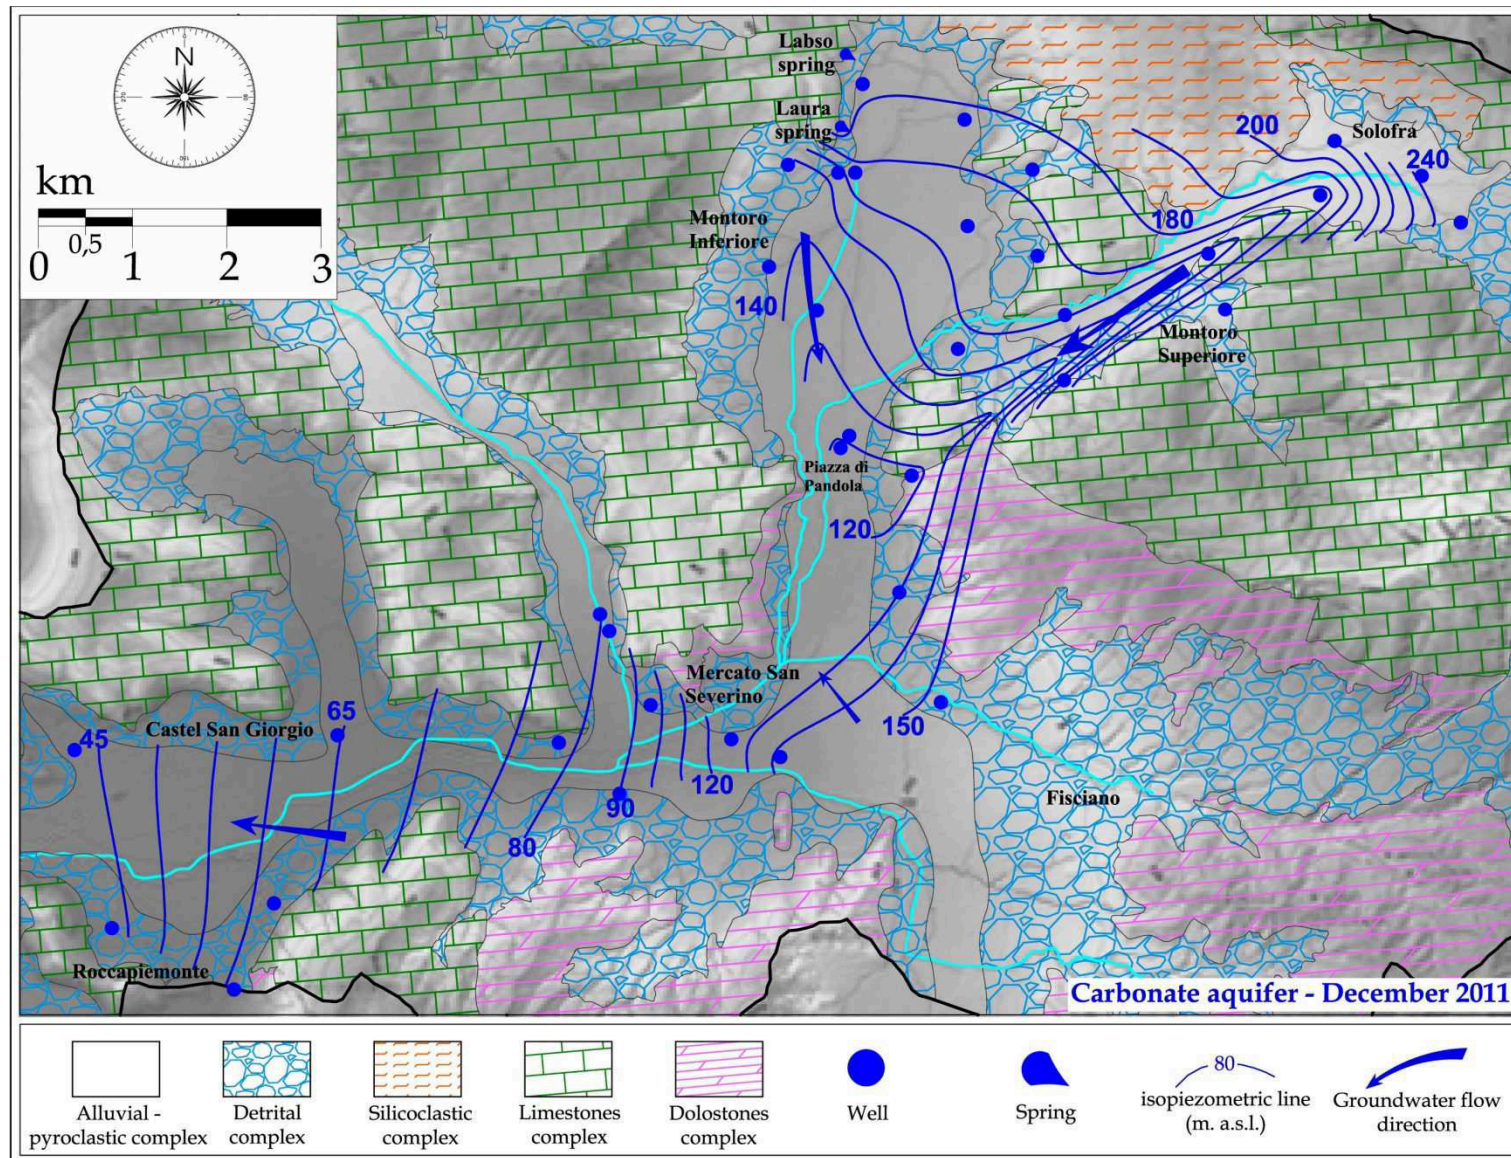 N
km
0,5
0 1 2 3
Labso
spring
Laura
spring
200
Solofra
240
180
Montoro
Inferiore
140
Montoro
Superiore
Piazza di
Pandola
120
Mercato San
Severino
150
Castel San Giorgio
65
45
120
90
80
Fisciano
Roccapiemonte
Carbonate aquifer - December 2011
Alluvial -
pyroclastic complex
Detrital
complex
Silicoclastic
complex
Limestones
complex
Dolostones
complex
Well
Spring
80
isopiezometric line
(m. a.s.l.)
Groundwater flow
direction